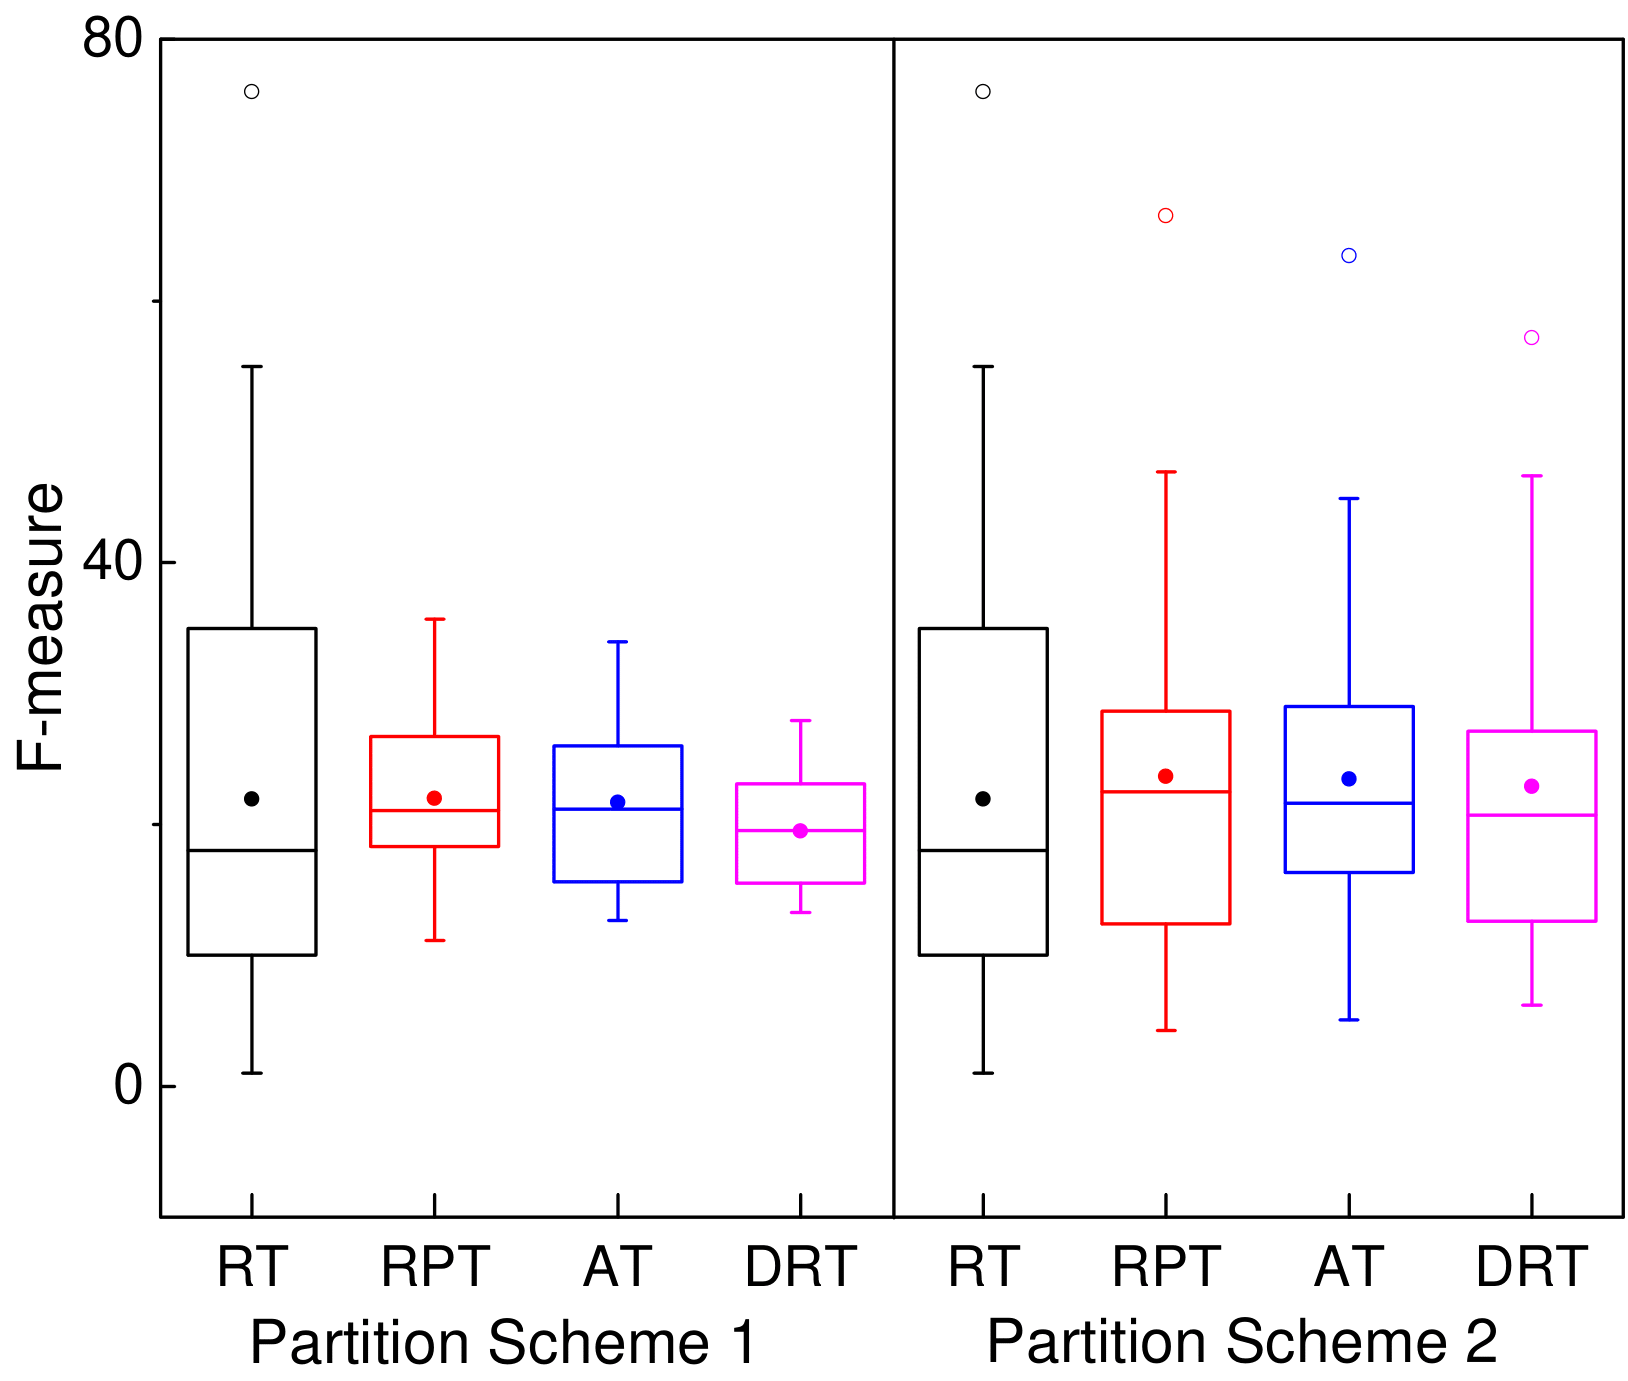 80
40
0
F-measure
RT RPT AT DRT RT RPT AT DRT
Partition Scheme 1 Partition Scheme 2